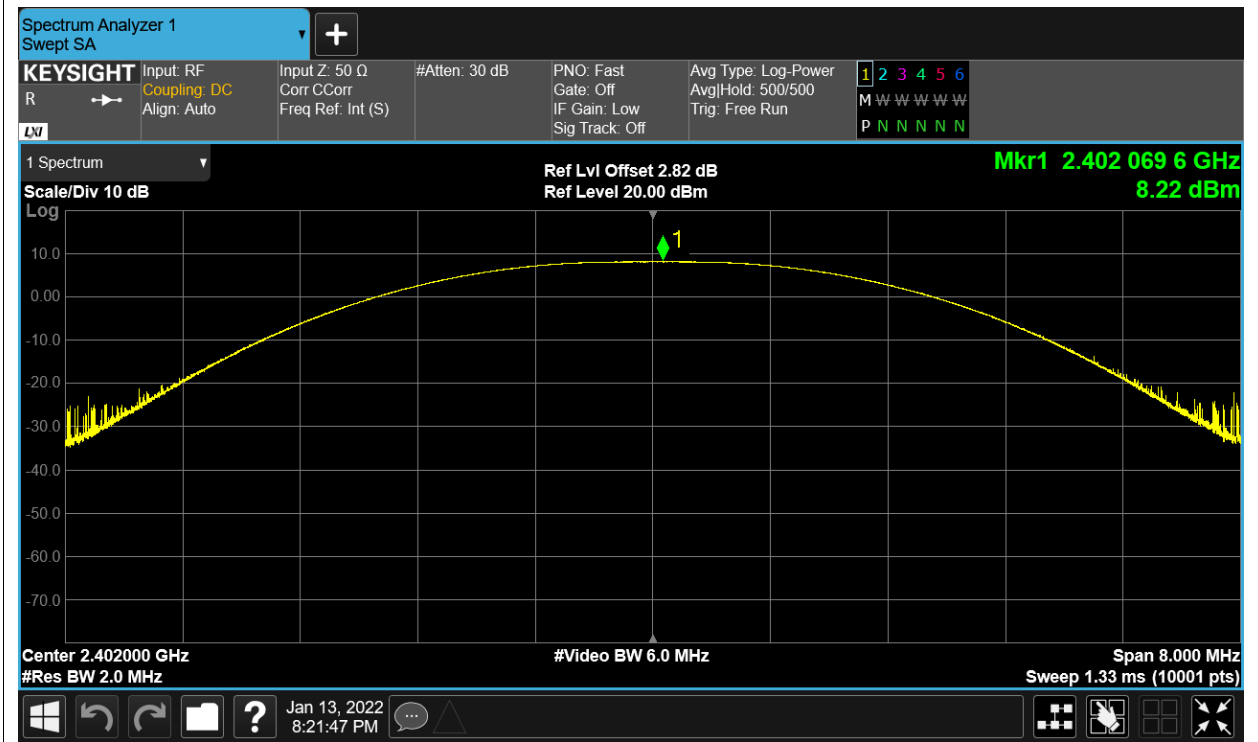 Spectrum Analyzer 1
Swept SA
KEYSIGHT
R
LXI
Input: RF
Coupling: DC
Align: Auto
Input Z: 50 Ω
Corr CCorr
Freq Ref: Int (S)
#Atten: 30 dB
PNO: Fast
Gate: Off
IF Gain: Low
Sig Track: Off
Avg Type: Log-Power
Avg|Hold: 500/500
Trig: Free Run
1 2 3 4 5 6
M W W W W W
P N N N N N
1 Spectrum
Scale/Div 10 dB
Log
Ref Lvl Offset 2.82 dB
Ref Level 20.00 dBm
Mkr1 2.402 069 6 GHz
8.22 dBm
1
10.0
0.00
-10.0
-20.0
-30.0
-40.0
-50.0
-60.0
-70.0
Center 2.402000 GHz
#Res BW 2.0 MHz
#Video BW 6.0 MHz
Span 8.000 MHz
Sweep 1.33 ms (10001 pts)
?
Jan 13, 2022
8:21:47 PM